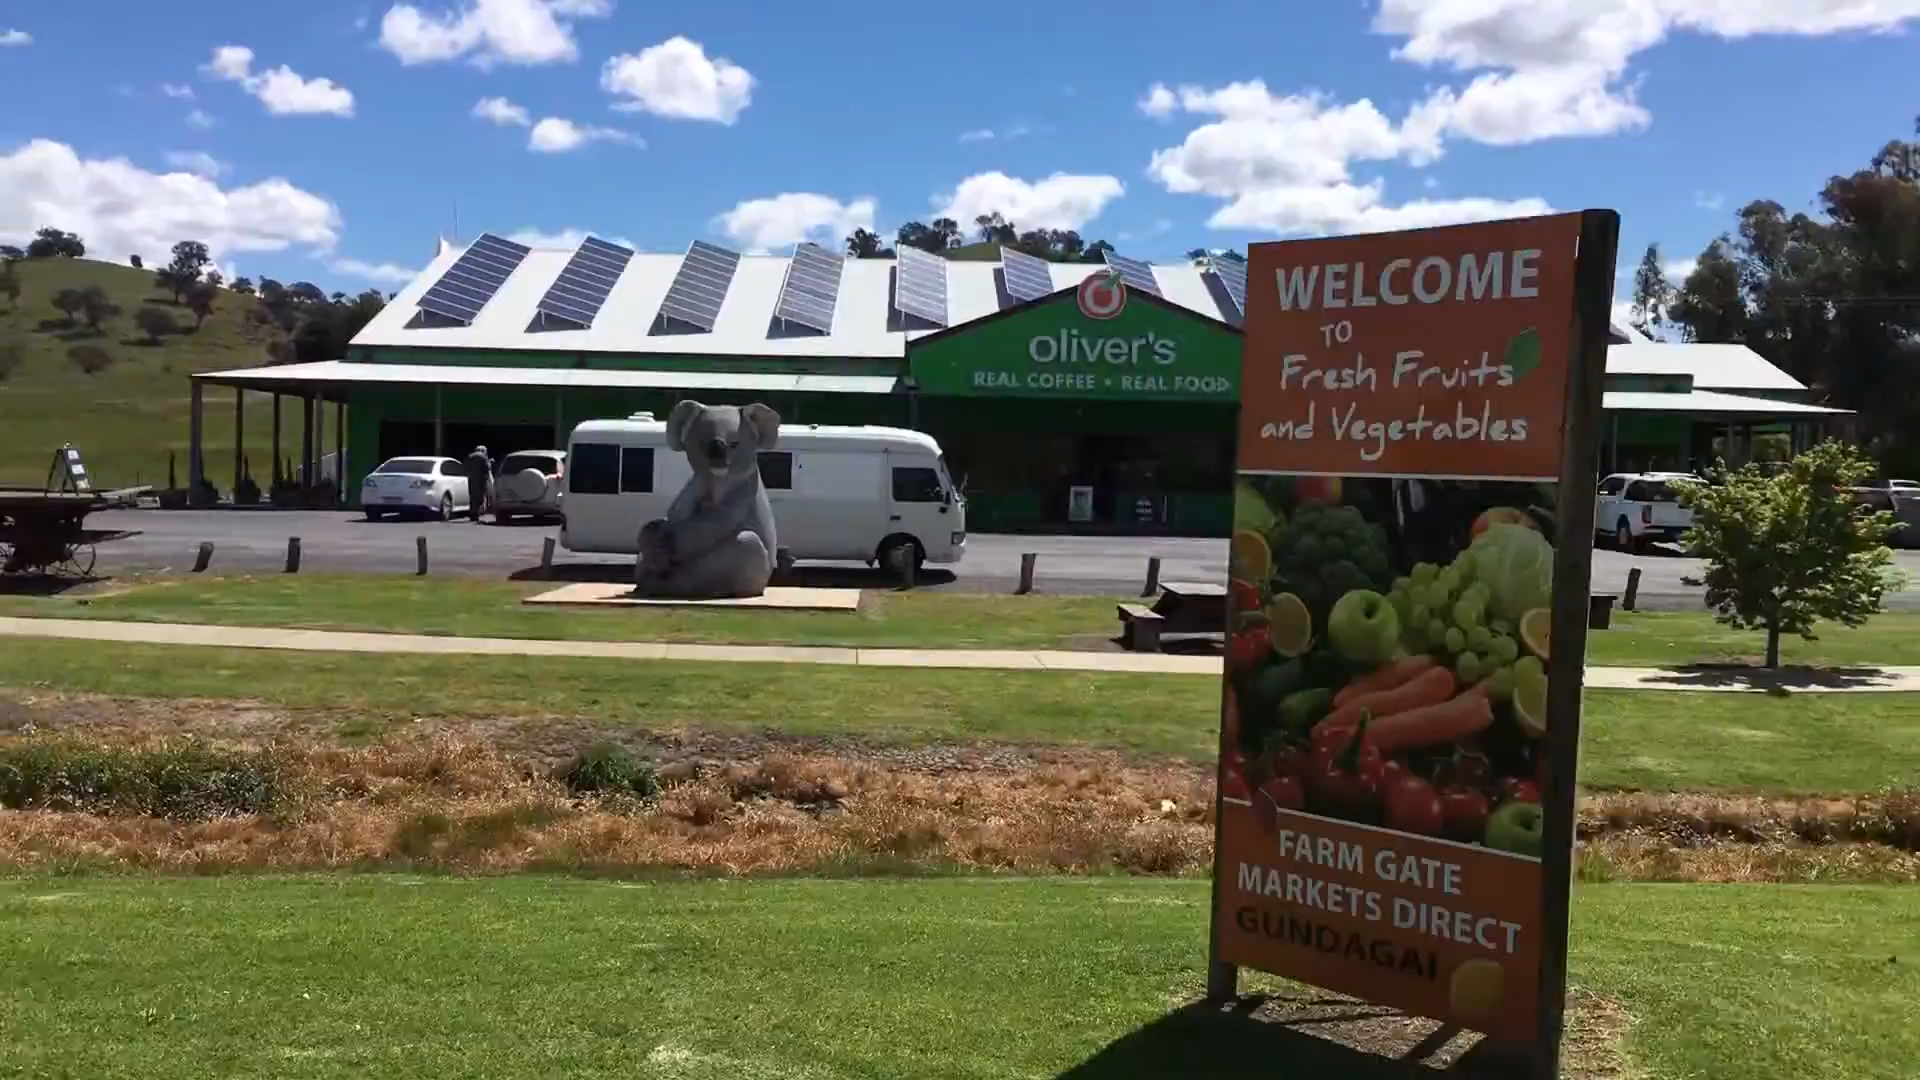 oliver's
REAL COFFEE • REAL FOOD
WELCOME
TO
Fresh Fruits
and Vegetables
FARM GATE
MARKETS DIRECT
GUNDAGAI